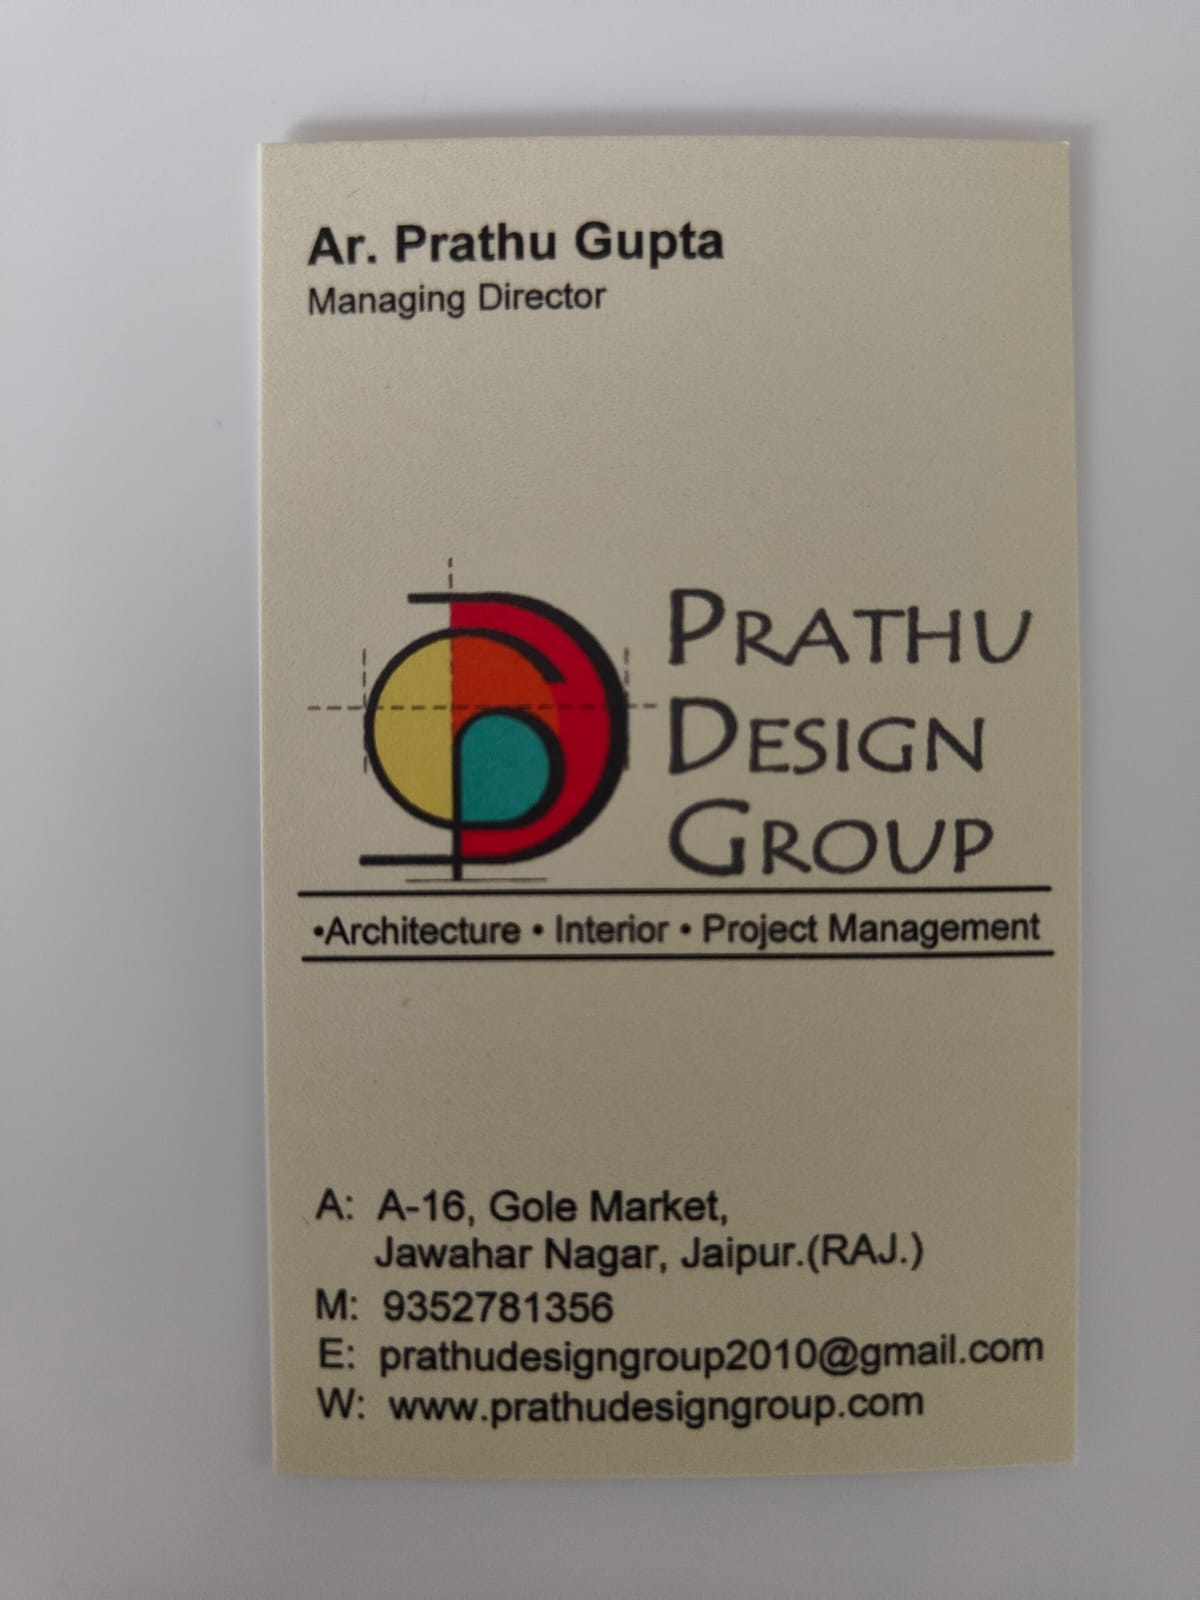 Ar. Prathu Gupta
Managing Director
PRATHU
DESIGN
GROUP
•Architecture • Interior • Project Management
A: A-16, Gole Market,
Jawahar Nagar, Jaipur.(RAJ.)
M: 9352781356
E: prathudesigngroup2010@gmail.com
W: www.prathudesigngroup.com